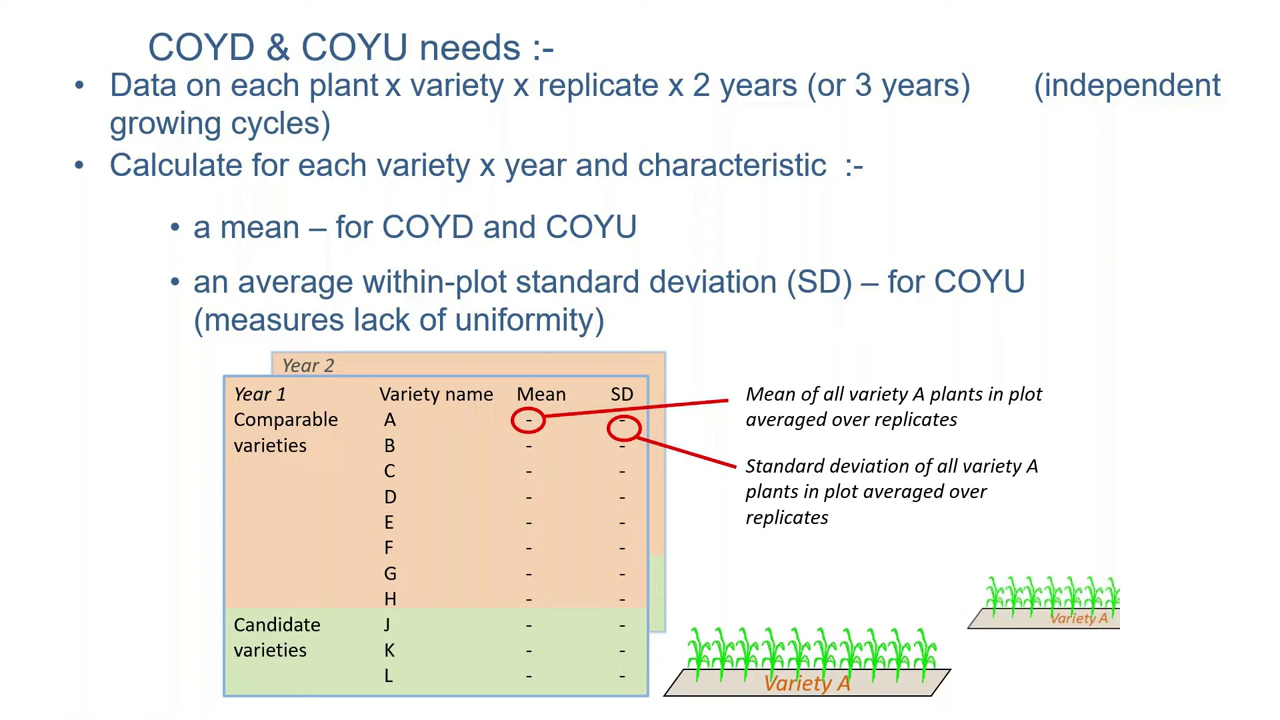 COYD & COYU needs :-
• Data on each plant x variety x replicate x 2 years (or 3 years) (independent
growing cycles)
• Calculate for each variety x year and characteristic :-
• a mean – for COYD and COYU
• an average within-plot standard deviation (SD) – for COYU
(measures lack of uniformity)
Year 2
Year 1 Variety name Mean SD
Comparable A - -
varieties B - -
C - -
D - -
E - -
F - -
G - -
H - -
Candidate J - -
varieties K - -
L - -
Mean of all variety A plants in plot
averaged over replicates
Standard deviation of all variety A
plants in plot averaged over
replicates
Variety A
Variety A